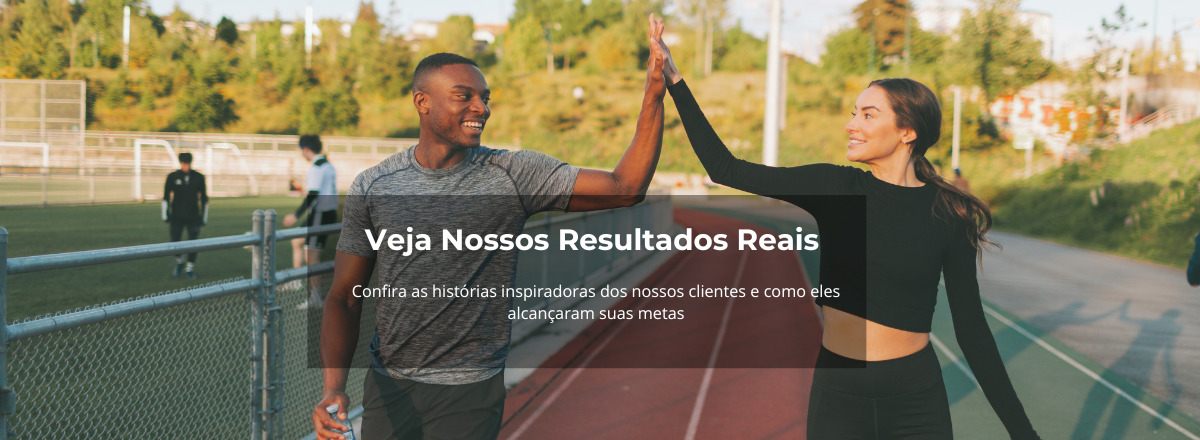 Veja Nossos Resultados Reais
Confira as histórias inspiradoras dos nossos clientes e como eles
alcançaram suas metas